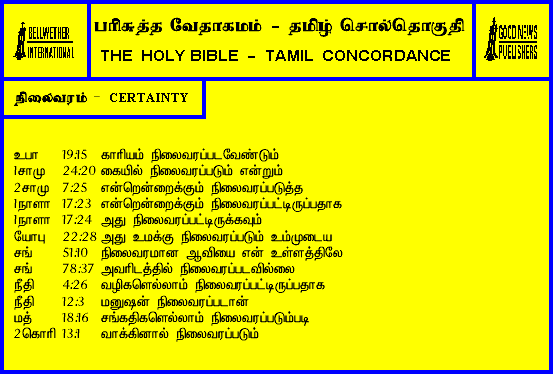 BELLWETHER INTERNATIONAL
பரிசுத்த வேதாகமம் - தமிழ் சொல்தொகுதி
THE HOLY BIBLE - TAMIL CONCORDANCE
GOOD NEWS PUBLISHERS
நிலைவரம் - CERTAINTY
உபா 19:15 காரியம் நிலைவரப்படவேண்டும்
1சாமு 24:20 கையில் நிலைவரப்படும் என்றும்
2சாமு 7:25 என்றென்றைக்கும் நிலைவரப்படுத்த
1நாளா 17:23 என்றென்றைக்கும் நிலைவரப்பட்டிருப்பதாக
1நாளா 17:24 அது நிலைவரப்பட்டிருக்கவும்
யோபு 22:28 அது உமக்கு நிலைவரப்படும் உம்முடைய
சங் 51:10 நிலைவரமான ஆவியை என் உள்ளத்திலே
சங் 78:37 அவரிடத்தில் நிலைவரப்படவில்லை
நீதி 4:26 வழிகளெல்லாம் நிலைவரப்பட்டிருப்பதாக
நீதி 12:3 மனுஷன் நிலைவரப்படான்
மத் 18:16 சங்கதிகளெல்லாம் நிலைவரப்படும்படி
2கொரி 13:1 வாக்கினால் நிலைவரப்படும்